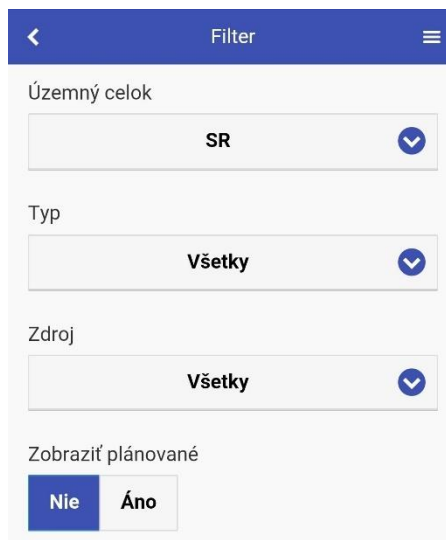 Filter
Územný celok
SR
Typ
Všetky
Zdroj
Všetky
Zobraziť plánované
Nie Áno